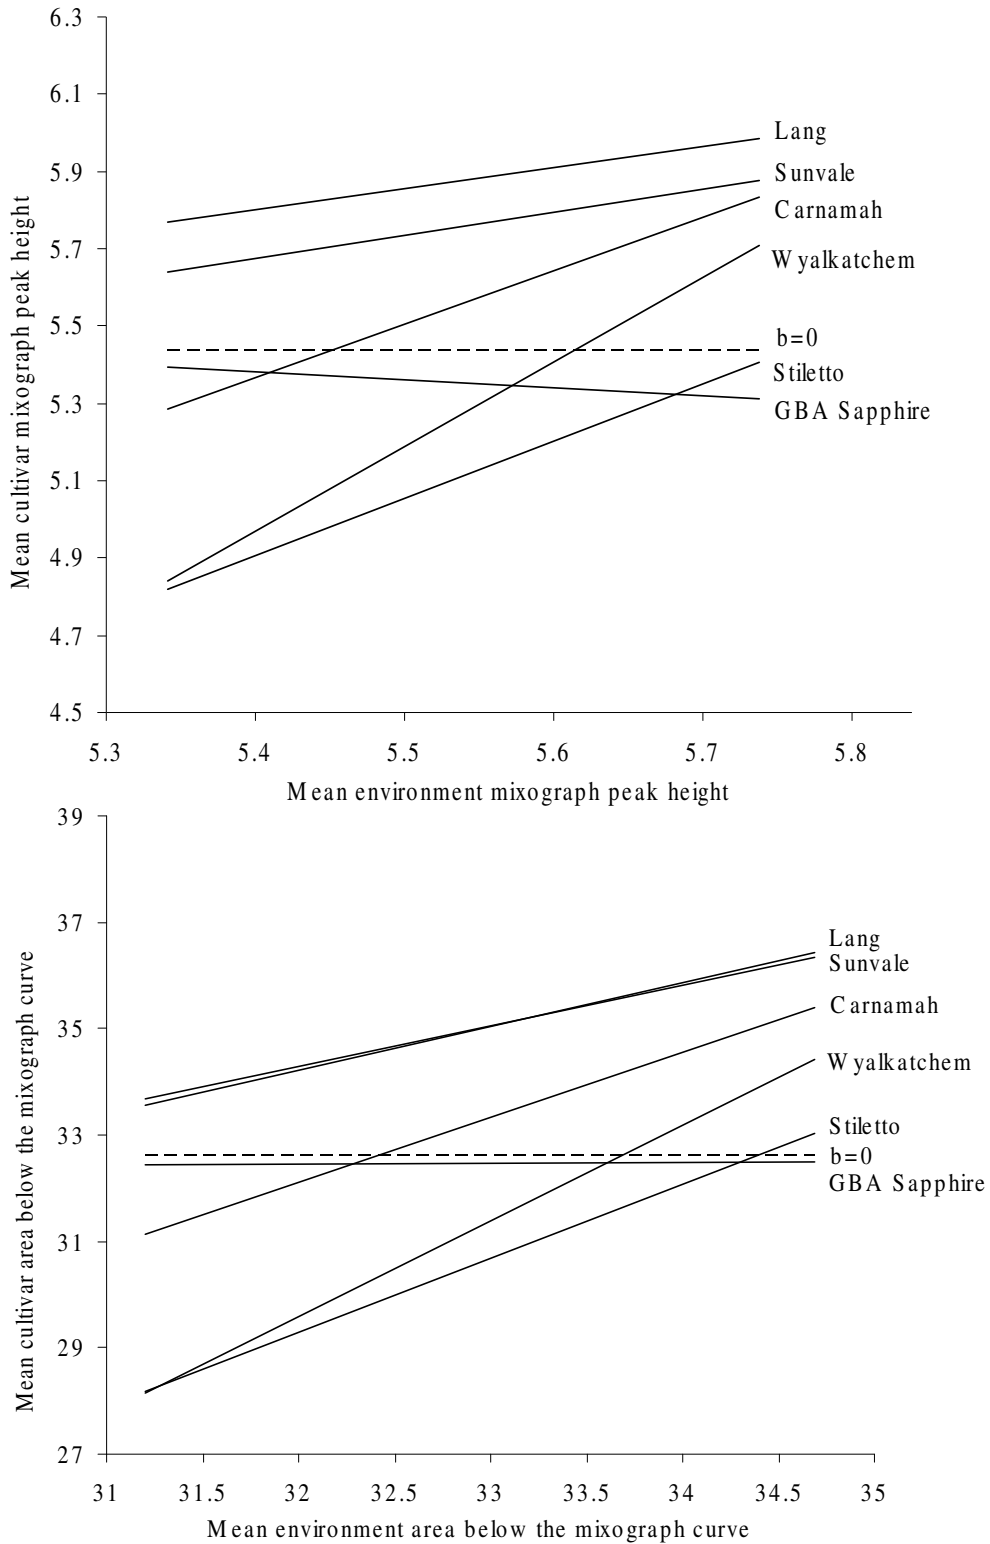 6.3
6.1
Lang
5.9
Sunvale
Carnamah
5.7
Wyalkatchem
5.5
b=0
Stiletto
5.3
GBA Sapphire
5.1
4.9
4.7
4.5
Mean cultivar mixograph peak height
5.3 5.4 5.5 5.6 5.7 5.8
Mean environment mixograph peak height
39
37
Lang
Sunvale
35
Carnamah
Wyalkatchem
33
Stiletto
b=0
GBA Sapphire
31
29
27
Mean cultivar area below the mixograph curve
31 31.5 32 32.5 33 33.5 34 34.5 35
Mean environment area below the mixograph curve